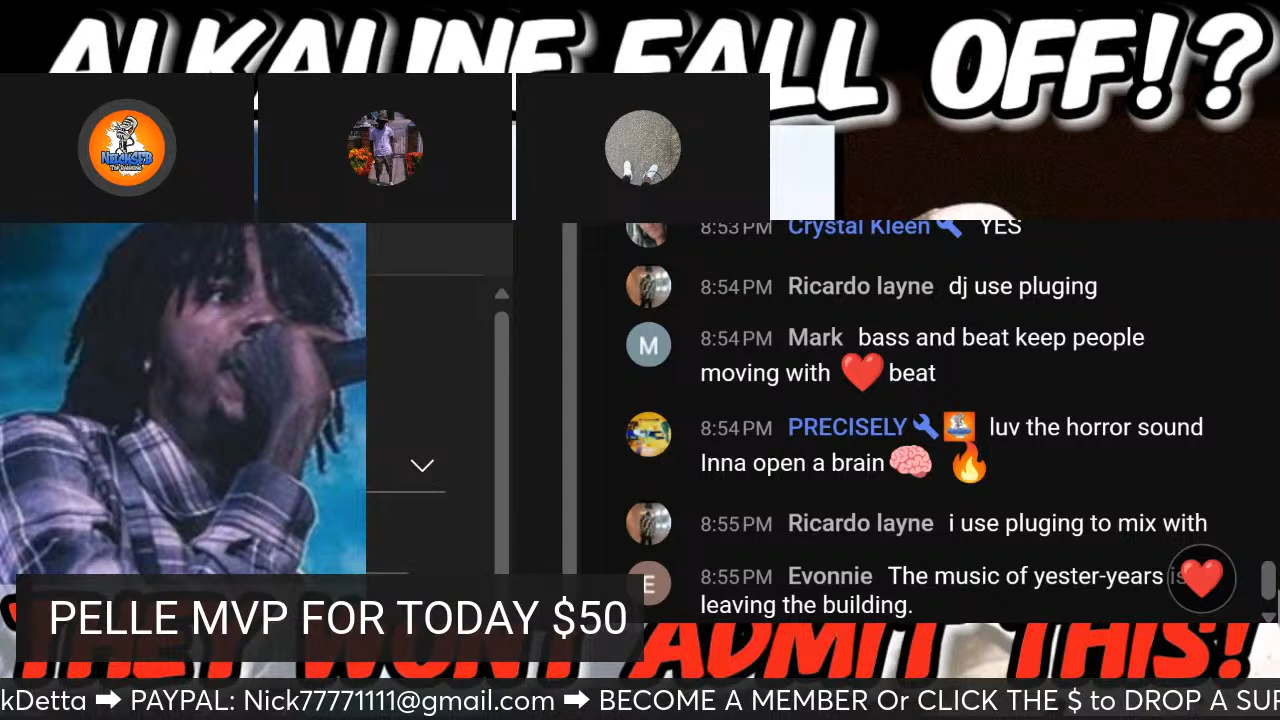 ALKALINE FALL OFF!?
8:53 PM Crystal Kleen YES
8:54 PM Ricardo layne dj use pluging
8:54 PM Mark bass and beat keep people
moving with ❤️ beat
8:54 PM PRECISELY luv the horror sound
Inna open a brain🧠 🔥
8:55 PM Ricardo layne i use pluging to mix with
8:55 PM Evonnie The music of yester-years is
leaving the building.
M
E
PELLE MVP FOR TODAY $50
THEY WONT ADMIT THIS!
kDetta ➡ PAYPAL: Nick77771111@gmail.com ➡ BECOME A MEMBER Or CLICK THE $ to DROP A SUP